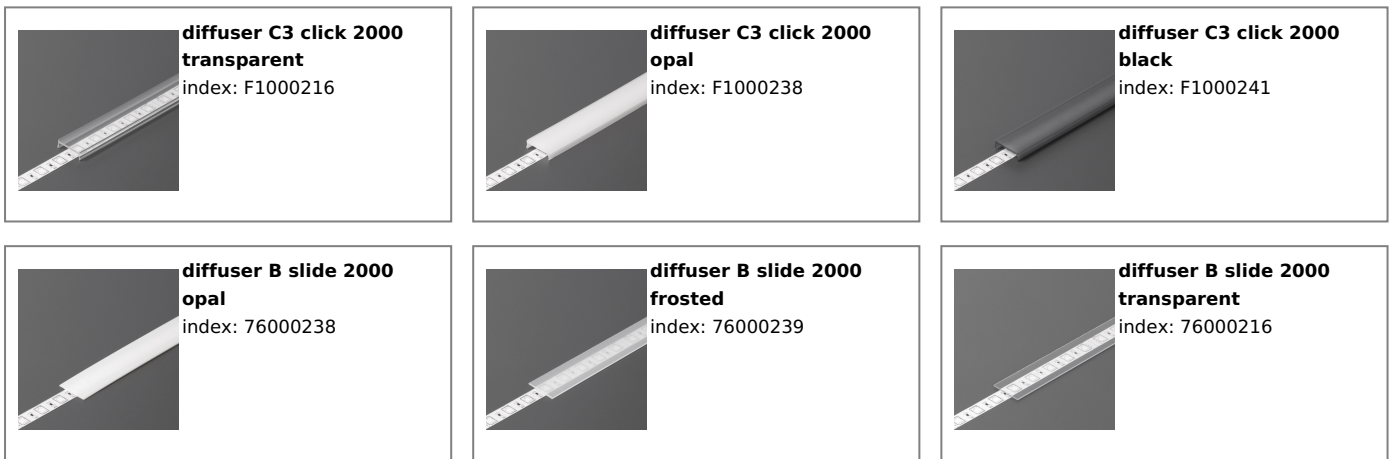 diffuser C3 click 2000
transparent
index: F1000216
diffuser C3 click 2000
opal
index: F1000238
diffuser C3 click 2000
black
index: F1000241
diffuser B slide 2000
opal
index: 76000238
diffuser B slide 2000
frosted
index: 76000239
diffuser B slide 2000
transparent
index: 76000216